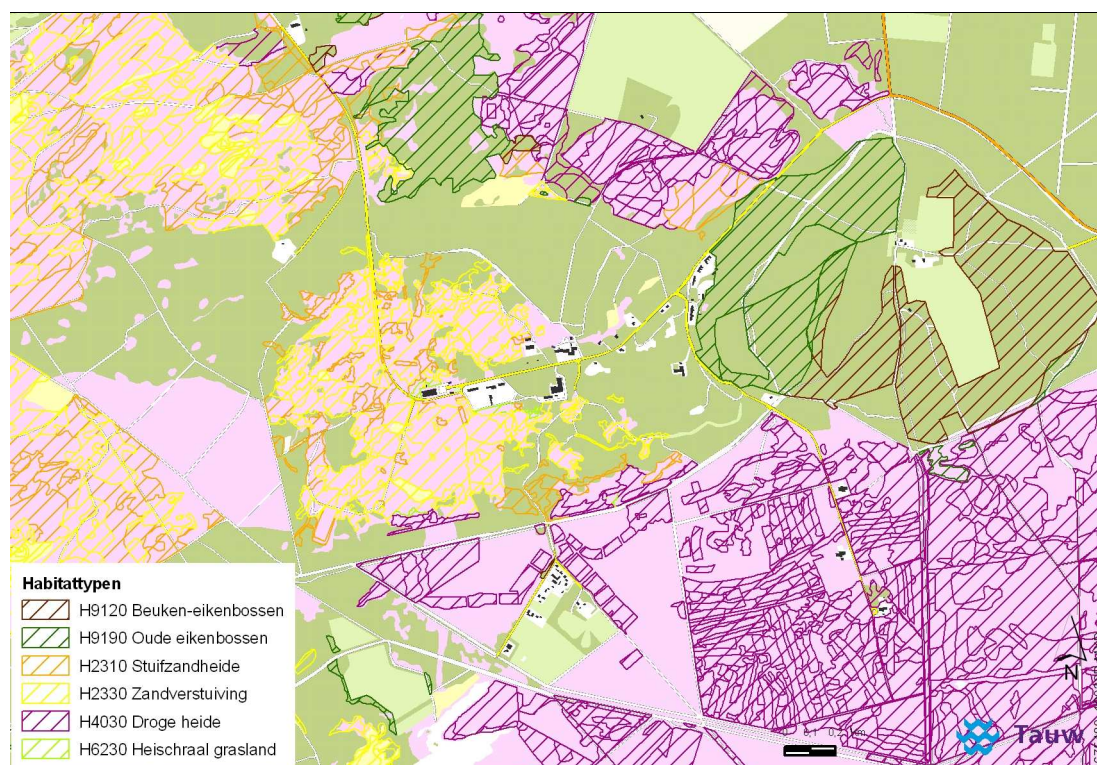 Habitattypen
H9120 Beuken-eikenbossen
H9190 Oude eikenbossen
H2310 Stuifzandheide
H2330 Zandverstuiving
H4030 Droge heide
H6230 Heischraal grasland
N
Tauw